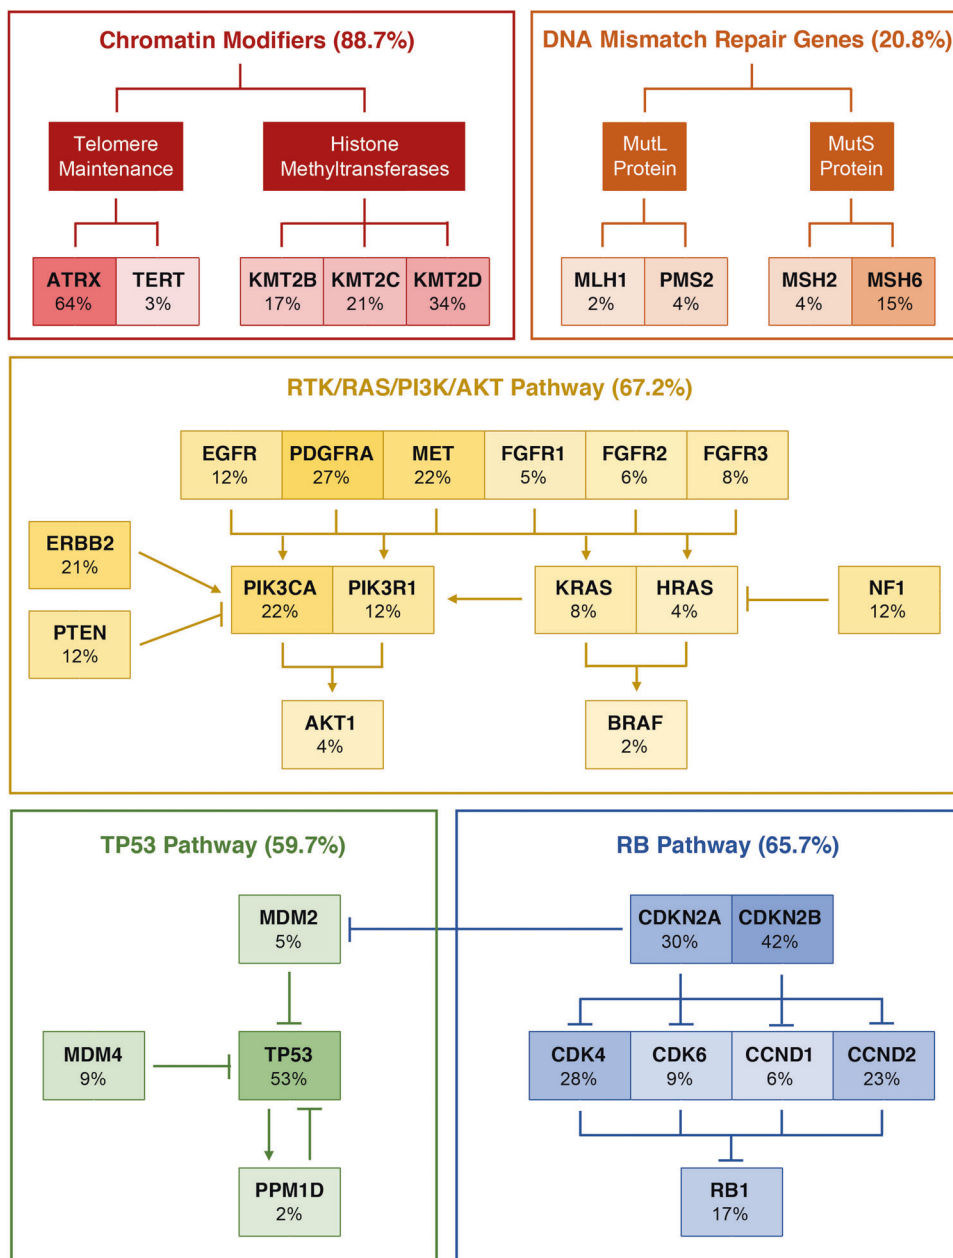 Chromatin Modifiers (88.7%)
Telomere
Maintenance
Histone
Methyltransferases
ATRX
64%
TERT
3%
KMT2B
17%
KMT2C
21%
KMT2D
34%
DNA Mismatch Repair Genes (20.8%)
MutL
Protein
MutS
Protein
MLH1
2%
PMS2
4%
MSH2
4%
MSH6
15%
RTK/RAS/PI3K/AKT Pathway (67.2%)
EGFR
12%
PDGFRA
27%
MET
22%
FGFR1
5%
FGFR2
6%
FGFR3
8%
ERBB2
21%
PTEN
12%
PIK3CA
22%
PIK3R1
12%
KRAS
8%
HRAS
4%
NF1
12%
AKT1
4%
BRAF
2%
TP53 Pathway (59.7%)
MDM2
5%
MDM4
9%
TP53
53%
PPM1D
2%
RB Pathway (65.7%)
CDKN2A
30%
CDKN2B
42%
CDK4
28%
CDK6
9%
CCND1
6%
CCND2
23%
RB1
17%